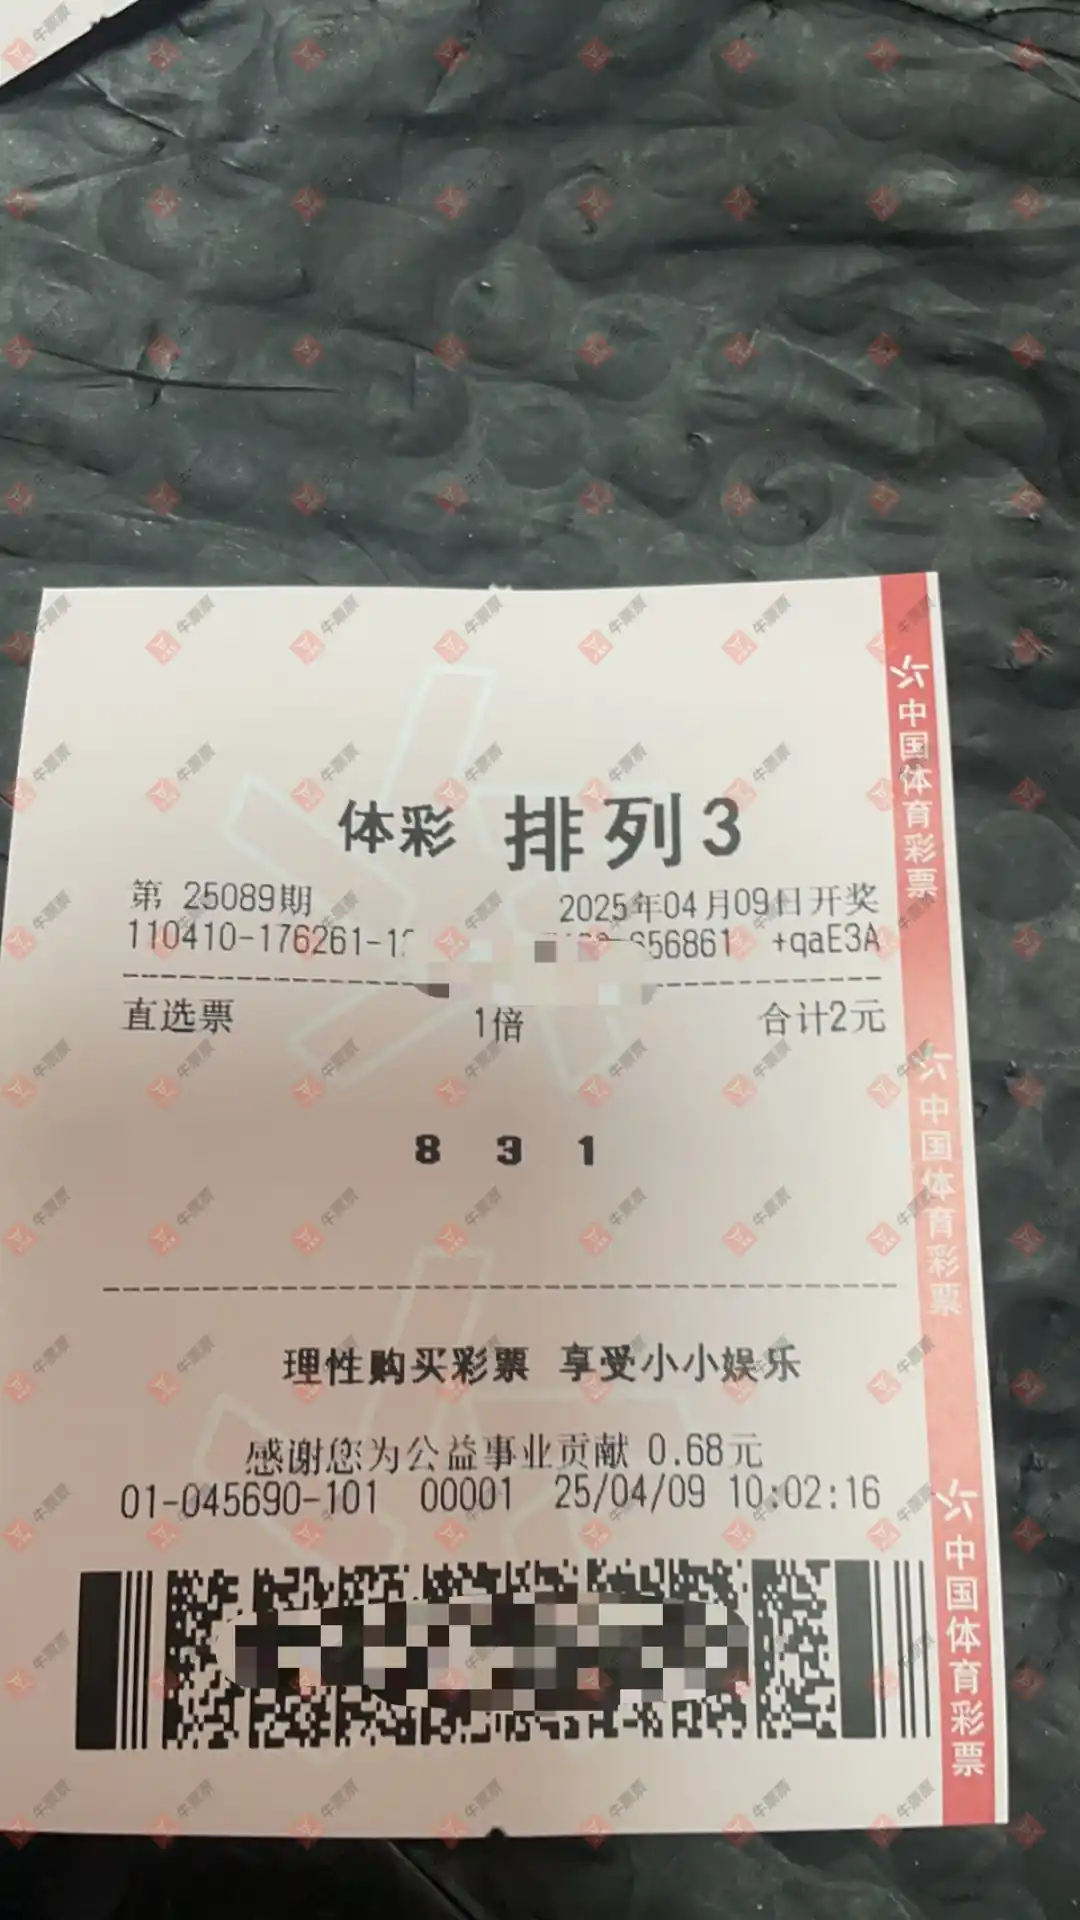 体彩 排列3
第 25089期 2025年04月09日开奖
110410-176261-1 656861 +qaE3A
直选票 1倍 合计2元
8 3 1
理性购买彩票 享受小小娱乐
感谢您为公益事业贡献 0.68元
01-045690-101 00001 25/04/09 10:02:16
中国体育彩票
中国体育彩票
中国体育彩票
牛票票